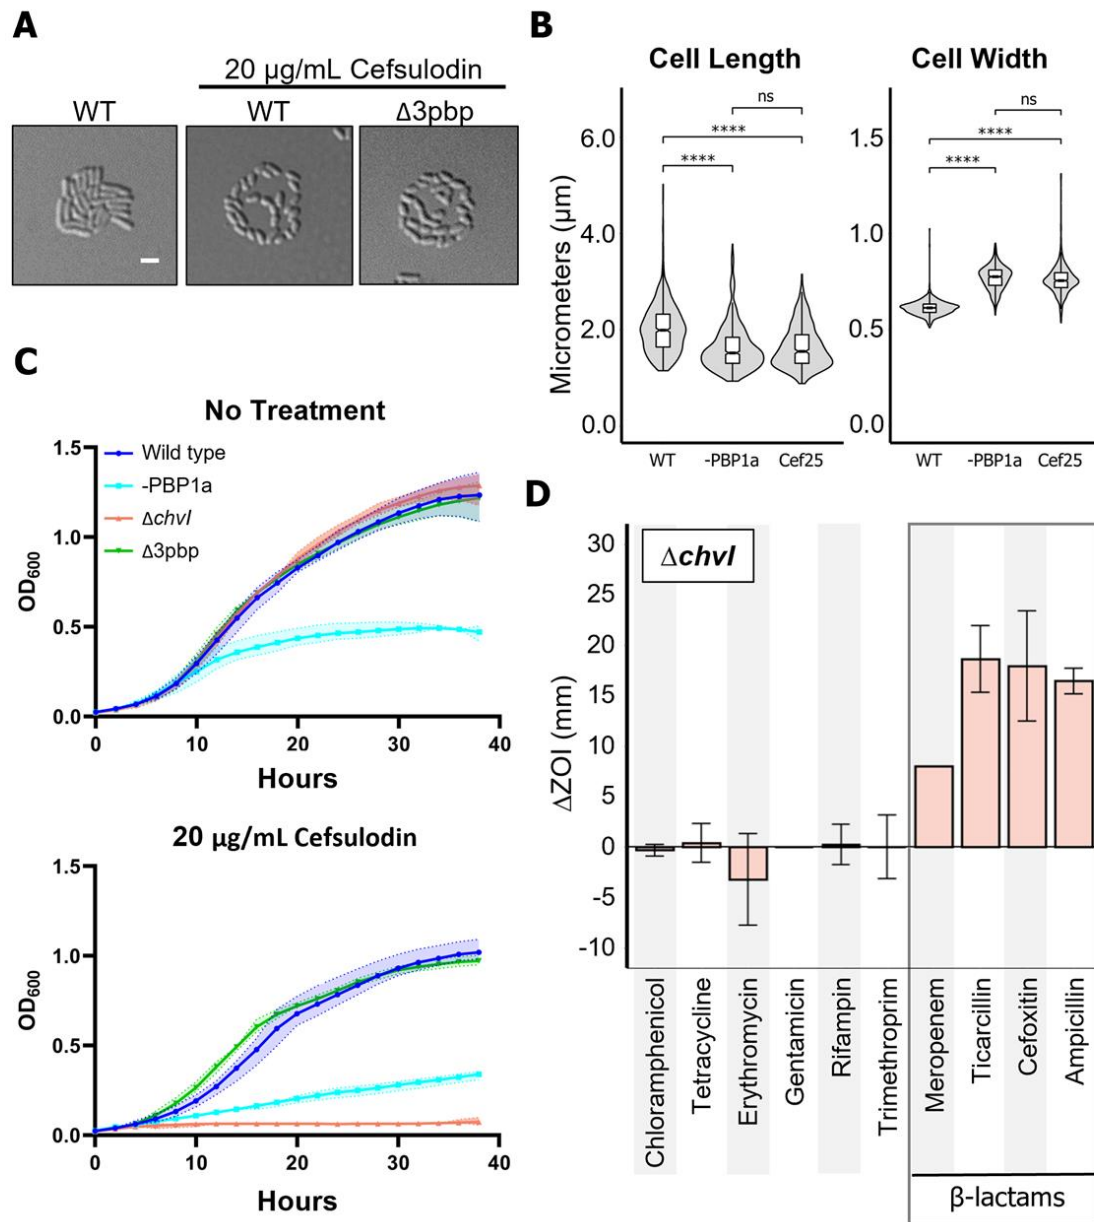 A
20 µg/mL Cefsulodin
WT
WT
Δ3pbp
B
Cell Length
Cell Width
Micrometers (µm)
6.0
4.0
2.0
0.0
ns
****
****
WT
-PBP1a
Cef25
1.5
1.0
0.5
0.0
ns
****
****
WT
-PBP1a
Cef25
C
No Treatment
OD600
1.5
1.0
0.5
0.0
Wild type
-PBP1a
ΔchvI
Δ3pbp
0
10
20
30
40
Hours
20 µg/mL Cefsulodin
OD600
1.5
1.0
0.5
0.0
0
10
20
30
40
Hours
D
ΔchvI
ΔZOI (mm)
30
25
20
15
10
5
0
-5
-10
Chloramphenicol
Tetracycline
Erythromycin
Gentamicin
Rifampin
Trimethroprim
Meropenem
Ticarcillin
Cefoxitin
Ampicillin
β-lactams